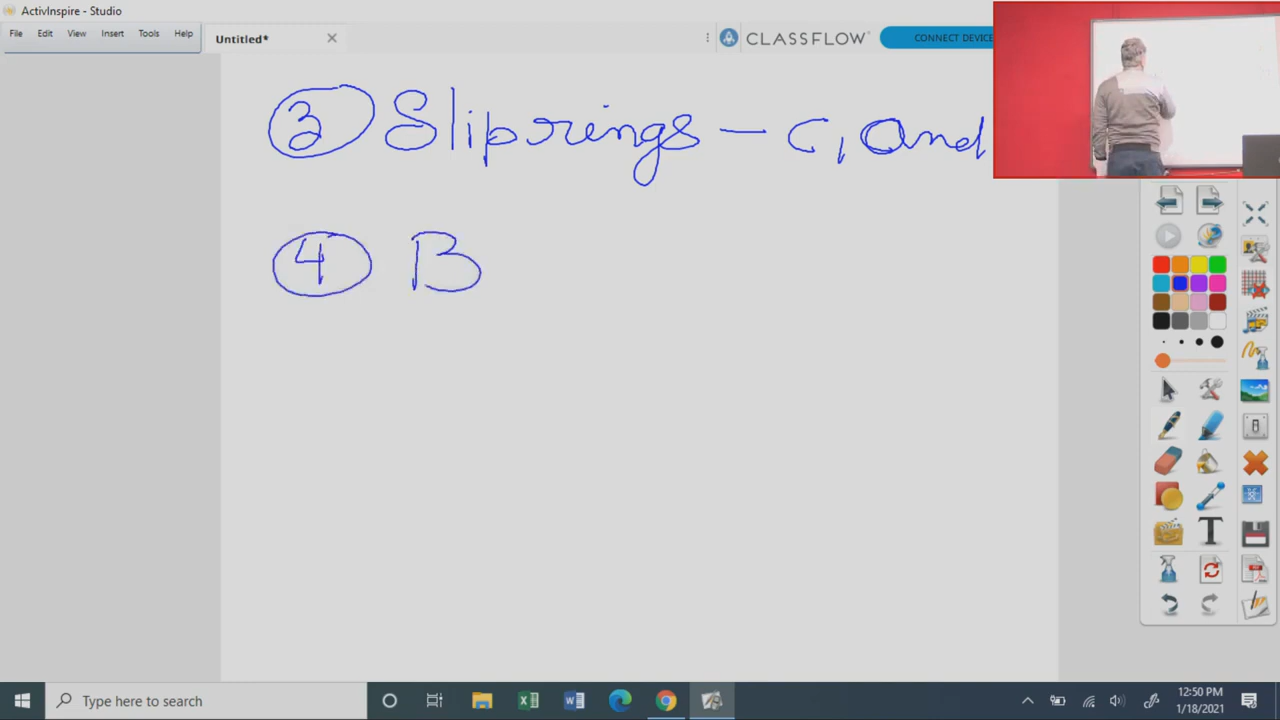 ActivInspire - Studio
File Edit View Insert Tools Help
Untitled*
CLASSFLOW
CONNECT DEVICE
3 Sliprings - C, and
4 B
T
Type here to search
12:50 PM
1/18/2021